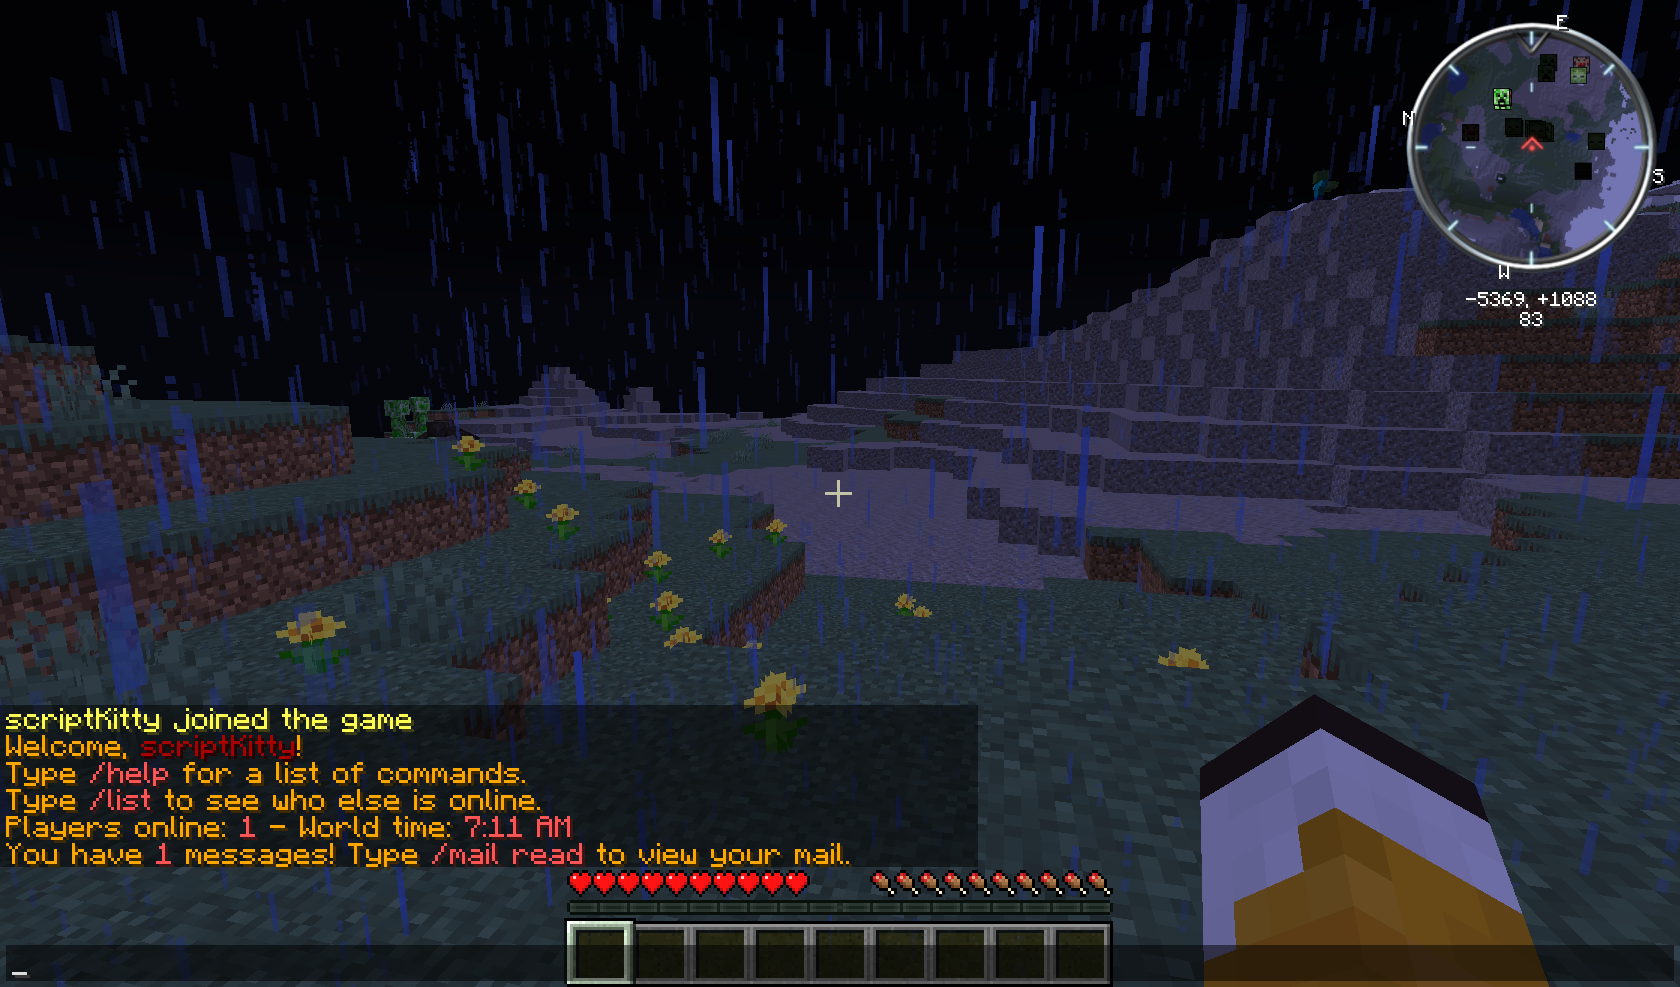 E
N
S
W
-5369, +1088
83
scriptKitty joined the game
Welcome, scriptKitty!
Type /help for a list of commands.
Type /list to see who else is online.
Players online: 1 - World time: 7:11 AM
You have 1 messages! Type /mail read to view your mail.
_